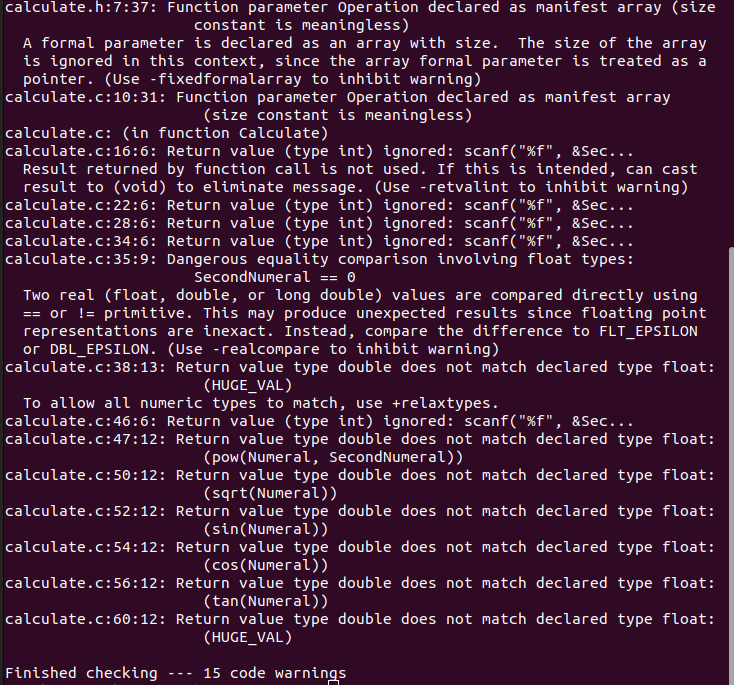 calculate.h:7:37: Function parameter Operation declared as manifest array (size
constant is meaningless)
A formal parameter is declared as an array with size.  The size of the array
is ignored in this context, since the array formal parameter is treated as a
pointer. (Use -fixedformalarray to inhibit warning)
calculate.c:10:31: Function parameter Operation declared as manifest array
(size constant is meaningless)
calculate.c: (in function Calculate)
calculate.c:16:6: Return value (type int) ignored: scanf("%f", &Sec...
Result returned by function call is not used. If this is intended, can cast
result to (void) to eliminate message. (Use -retvalint to inhibit warning)
calculate.c:22:6: Return value (type int) ignored: scanf("%f", &Sec...
calculate.c:28:6: Return value (type int) ignored: scanf("%f", &Sec...
calculate.c:34:6: Return value (type int) ignored: scanf("%f", &Sec...
calculate.c:35:9: Dangerous equality comparison involving float types:
SecondNumeral == 0
Two real (float, double, or long double) values are compared directly using
== or != primitive. This may produce unexpected results since floating point
representations are inexact. Instead, compare the difference to FLT_EPSILON
or DBL_EPSILON. (Use -realcompare to inhibit warning)
calculate.c:38:13: Return value type double does not match declared type float:
(HUGE_VAL)
To allow all numeric types to match, use +relaxtypes.
calculate.c:46:6: Return value (type int) ignored: scanf("%f", &Sec...
calculate.c:47:12: Return value type double does not match declared type float:
(pow(Numeral, SecondNumeral))
calculate.c:50:12: Return value type double does not match declared type float:
(sqrt(Numeral))
calculate.c:52:12: Return value type double does not match declared type float:
(sin(Numeral))
calculate.c:54:12: Return value type double does not match declared type float:
(cos(Numeral))
calculate.c:56:12: Return value type double does not match declared type float:
(tan(Numeral))
calculate.c:60:12: Return value type double does not match declared type float:
(HUGE_VAL)
Finished checking --- 15 code warnings